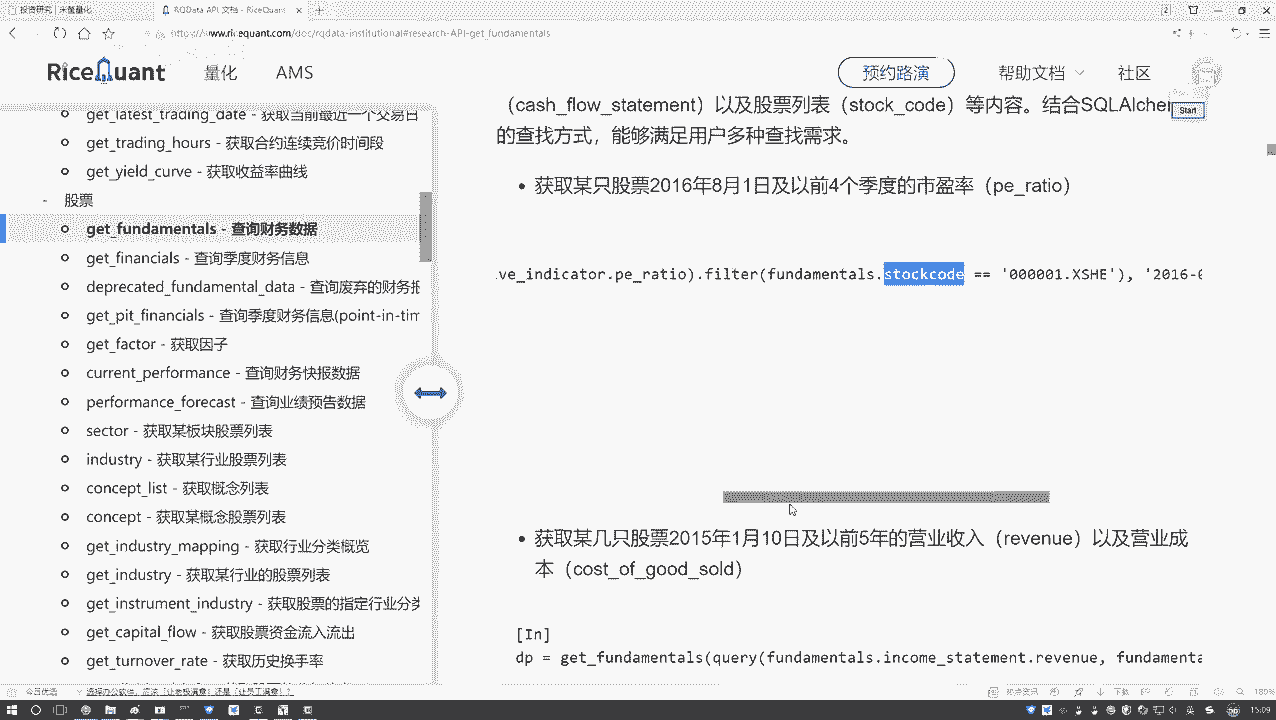 投资研究 | 米筐量化
RQData API 文档 - RiceQuant
https://www.ricequant.com/doc/rqdata-institutional#research-API-get_fundamentals
RiceQuant
量化
AMS
预约路演
帮助文档
社区
get_latest_trading_date - 获取当前最近一个交易日
get_trading_hours - 获取合约连续竞价时间段
get_yield_curve - 获取收益率曲线
股票
get_fundamentals - 查询财务数据
get_financials - 查询季度财务信息
deprecated_fundamental_data - 查询废弃的财务
get_pit_financials - 查询季度财务信息(point-in-tim
get_factor - 获取因子
current_performance - 查询财务快报数据
performance_forecast - 查询业绩预告数据
sector - 获取某板块股票列表
industry - 获取某行业股票列表
concept_list - 获取概念列表
concept - 获取某概念股票列表
get_industry_mapping - 获取行业分类概览
get_industry - 获取某行业的股票列表
get_instrument_industry - 获取股票的指定行业分类
get_capital_flow - 获取股票资金流入流出
get_turnover_rate - 获取历史换手率
（cash_flow_statement）以及股票列表（stock_code）等内容。结合SQLAlchem
Start
的查找方式，能够满足用户多种查找需求。
获取某只股票2016年8月1日及以前4个季度的市盈率（pe_ratio）
ve_indicator.pe_ratio).filter(fundamentals.stockcode == '000001.XSHE'), '2016-0
获取某几只股票2015年1月10日及以前5年的营业收入（revenue）以及营业成
本（cost_of_good_sold）
[In]
dp = get_fundamentals(query(fundamentals.income_statement.revenue, fundamenta
今日优选
下载
180%
15:09